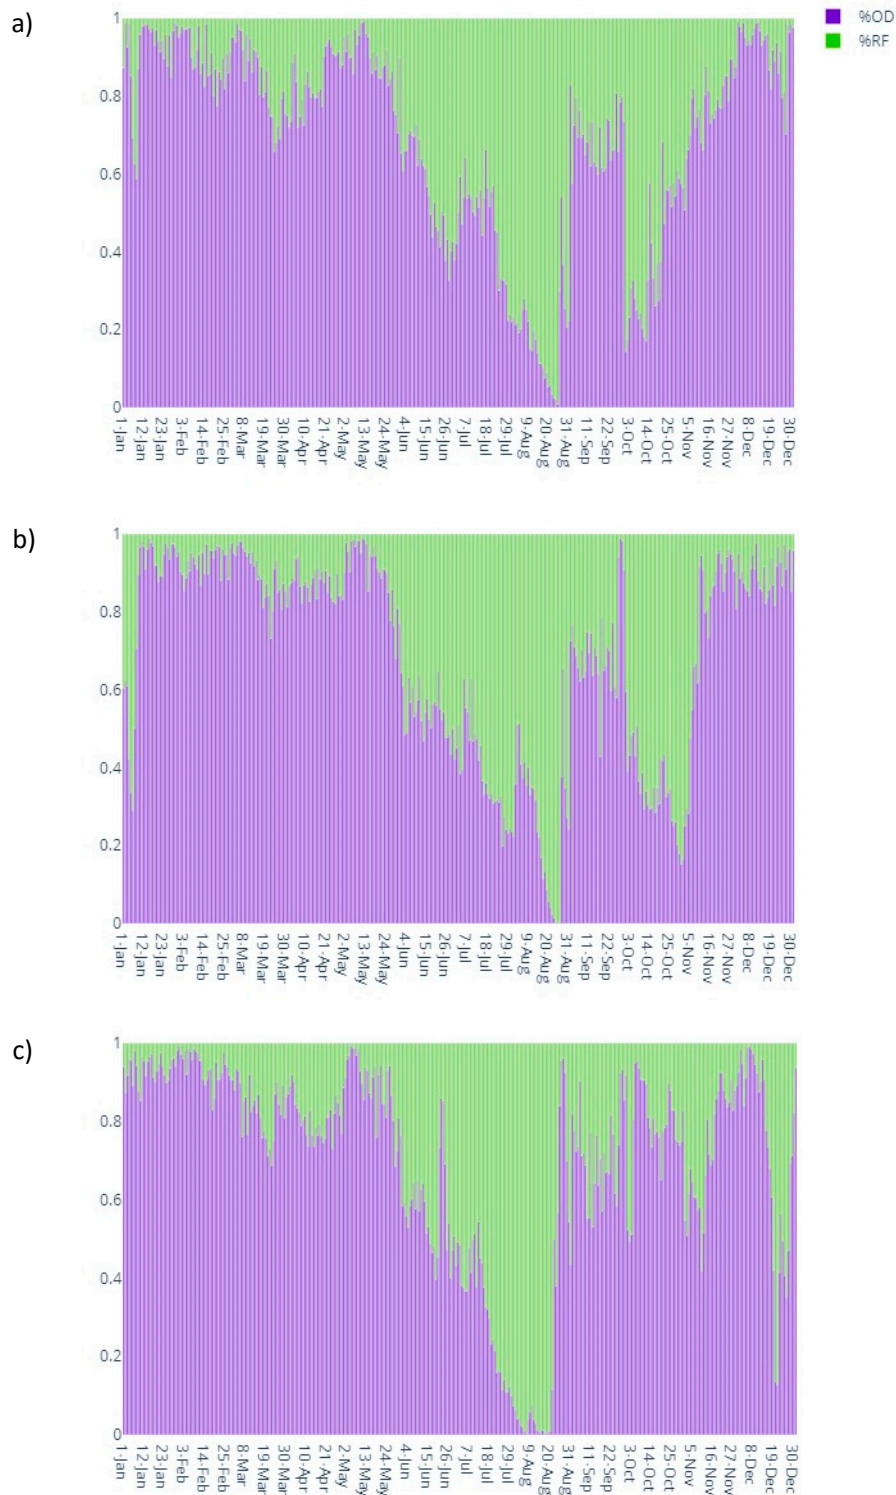 a)
%OD
%RF
1
0.8
0.6
0.4
0.2
0
1-Jan
12-Jan
23-Jan
3-Feb
14-Feb
25-Feb
8-Mar
19-Mar
30-Mar
10-Apr
21-Apr
2-May
13-May
24-May
4-Jun
15-Jun
26-Jun
7-Jul
18-Jul
29-Jul
9-Aug
20-Aug
31-Aug
11-Sep
22-Sep
3-Oct
14-Oct
25-Oct
5-Nov
16-Nov
27-Nov
8-Dec
19-Dec
30-Dec
b)
1
0.8
0.6
0.4
0.2
0
1-Jan
12-Jan
23-Jan
3-Feb
14-Feb
25-Feb
8-Mar
19-Mar
30-Mar
10-Apr
21-Apr
2-May
13-May
24-May
4-Jun
15-Jun
26-Jun
7-Jul
18-Jul
29-Jul
9-Aug
20-Aug
31-Aug
11-Sep
22-Sep
3-Oct
14-Oct
25-Oct
5-Nov
16-Nov
27-Nov
8-Dec
19-Dec
30-Dec
c)
1
0.8
0.6
0.4
0.2
0
1-Jan
12-Jan
23-Jan
3-Feb
14-Feb
25-Feb
8-Mar
19-Mar
30-Mar
10-Apr
21-Apr
2-May
13-May
24-May
4-Jun
15-Jun
26-Jun
7-Jul
18-Jul
29-Jul
9-Aug
20-Aug
31-Aug
11-Sep
22-Sep
3-Oct
14-Oct
25-Oct
5-Nov
16-Nov
27-Nov
8-Dec
19-Dec
30-Dec